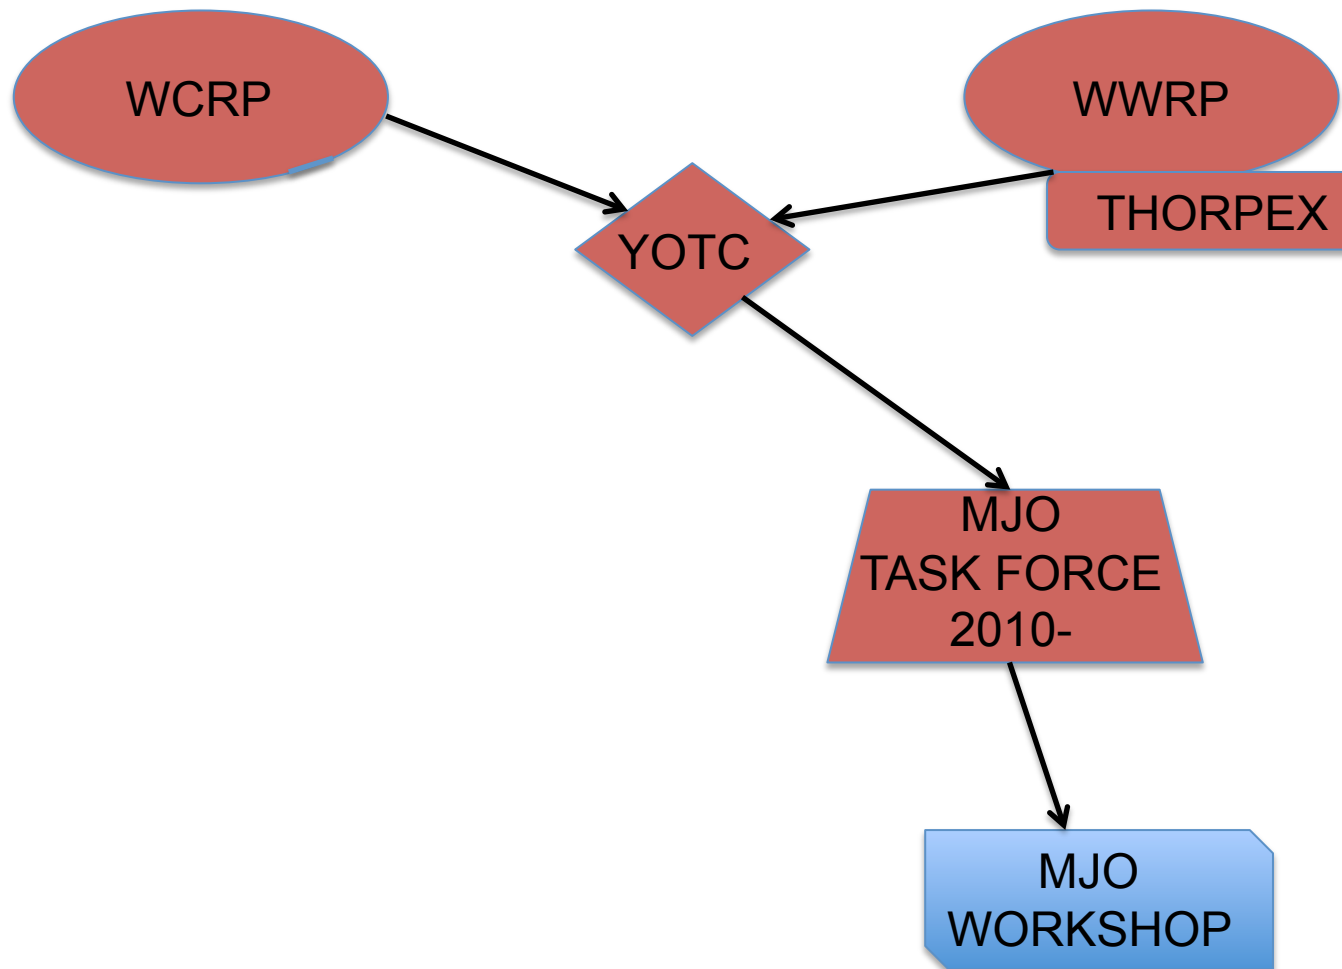 WCRP
WWRP
THORPEX
YOTC
MJO
TASK FORCE
2010-
MJO
WORKSHOP